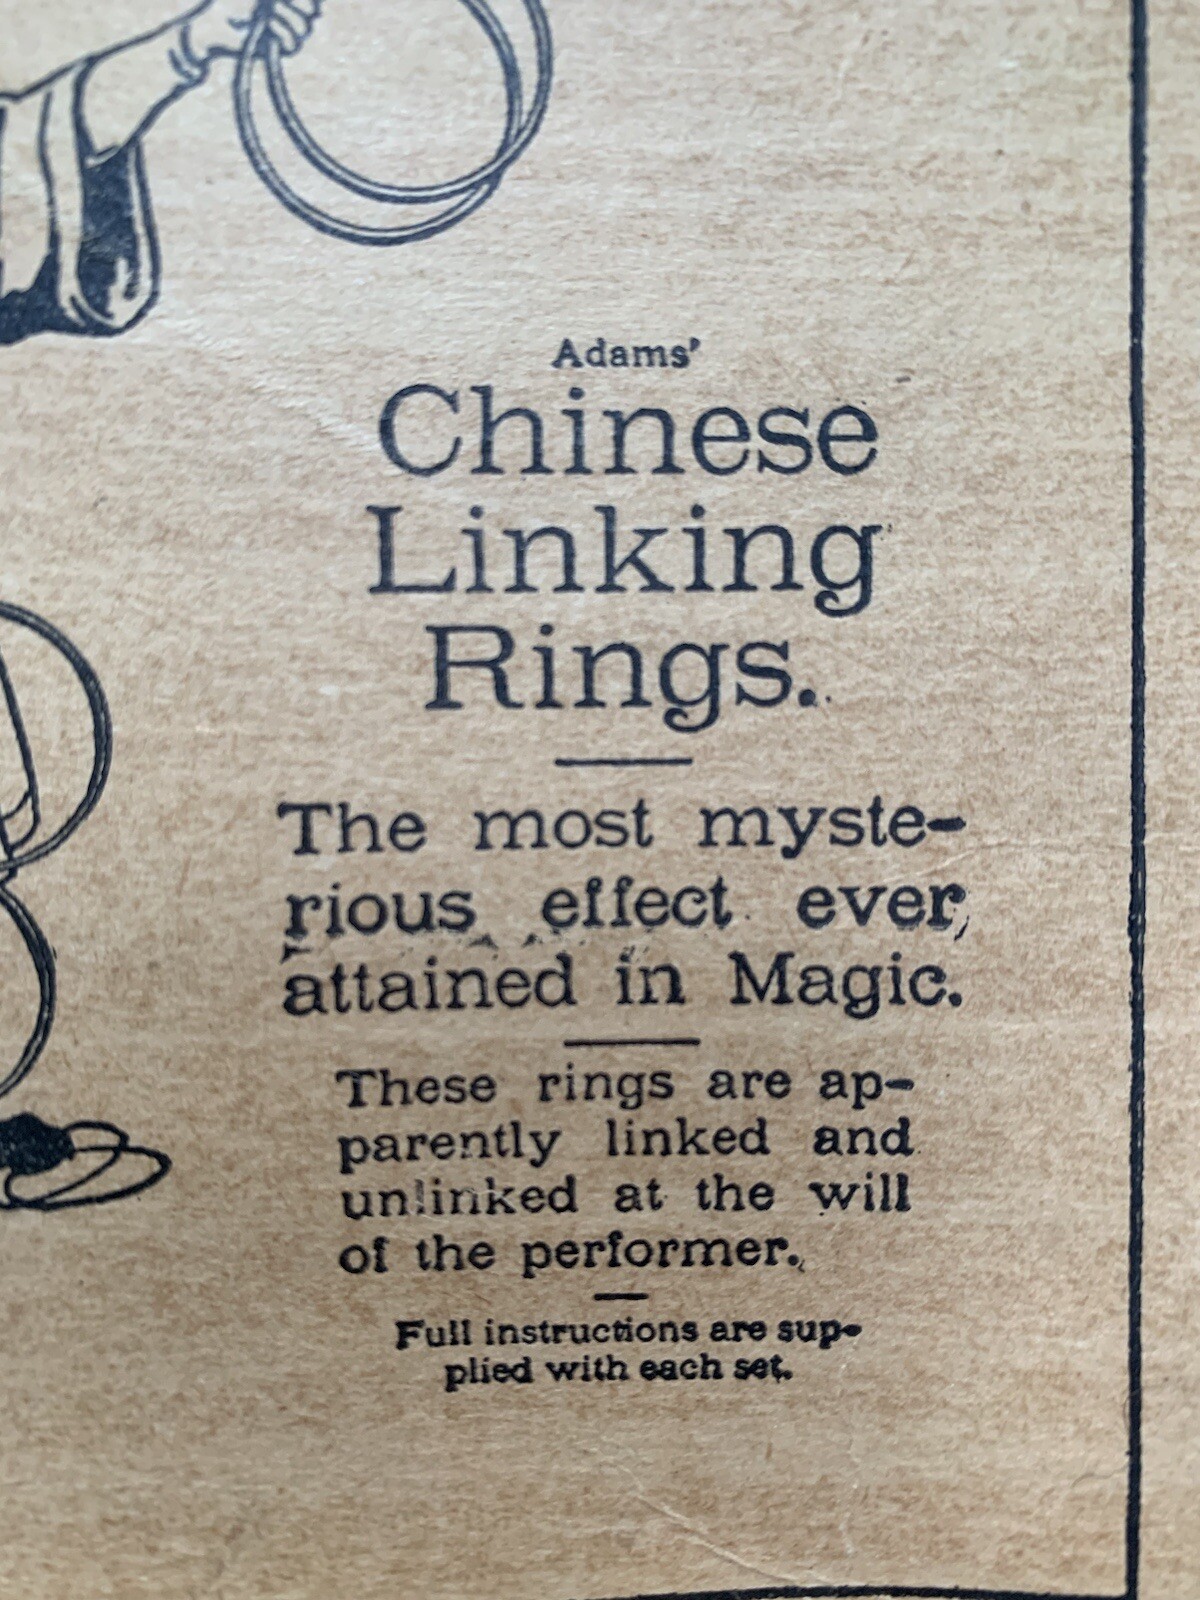 Adams’
Chinese
Linking
Rings.
The most myste-
rious effect ever
attained in Magic.
These rings are ap-
parently linked and
unlinked at the will
of the performer.
Full instructions are sup-
plied with each set.